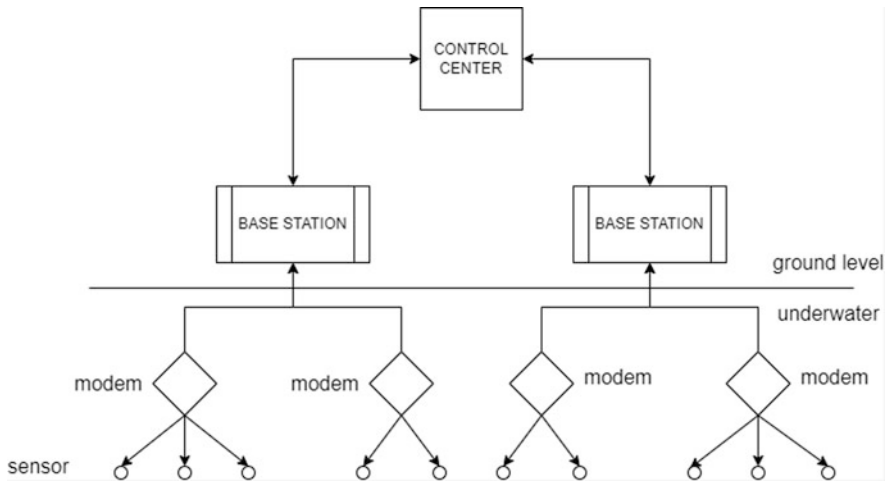 CONTROL
CENTER
BASE STATION
BASE STATION
ground level
underwater
modem
modem
modem
modem
sensor